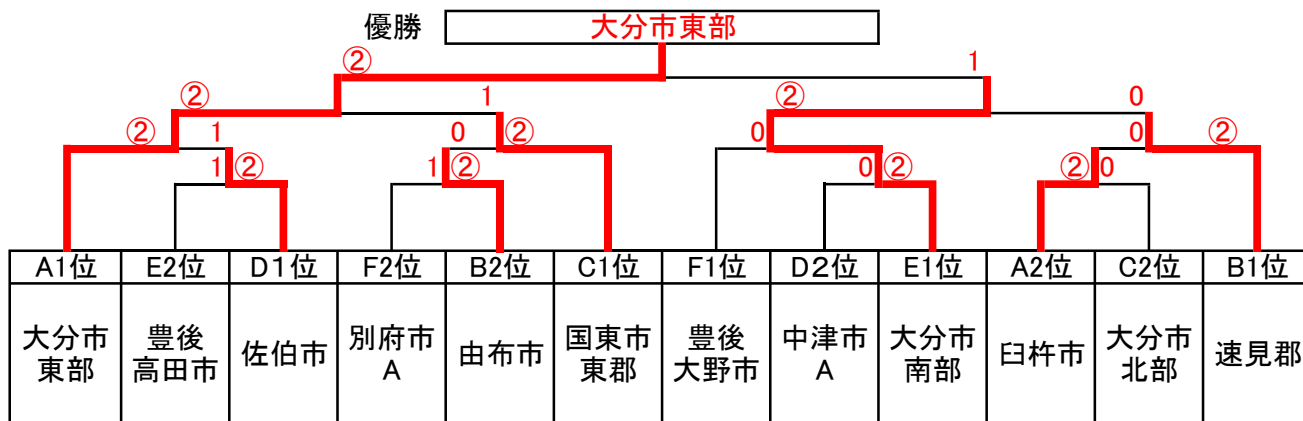 優勝 大分市東部
② 1
② 1 ② 0
② 1 0 ② 0 0 ②
1 ② 1 ② 0 ② ② 0
A1位 E2位 D1位 F2位 B2位 C1位 F1位 D2位 E1位 A2位 C2位 B1位
大分市 豊後 佐伯市 別府市 由布市 国東市 豊後 中津市 大分市 臼杵市 大分市 速見郡
東部 高田市 A 東郡 大野市 A 南部 北部